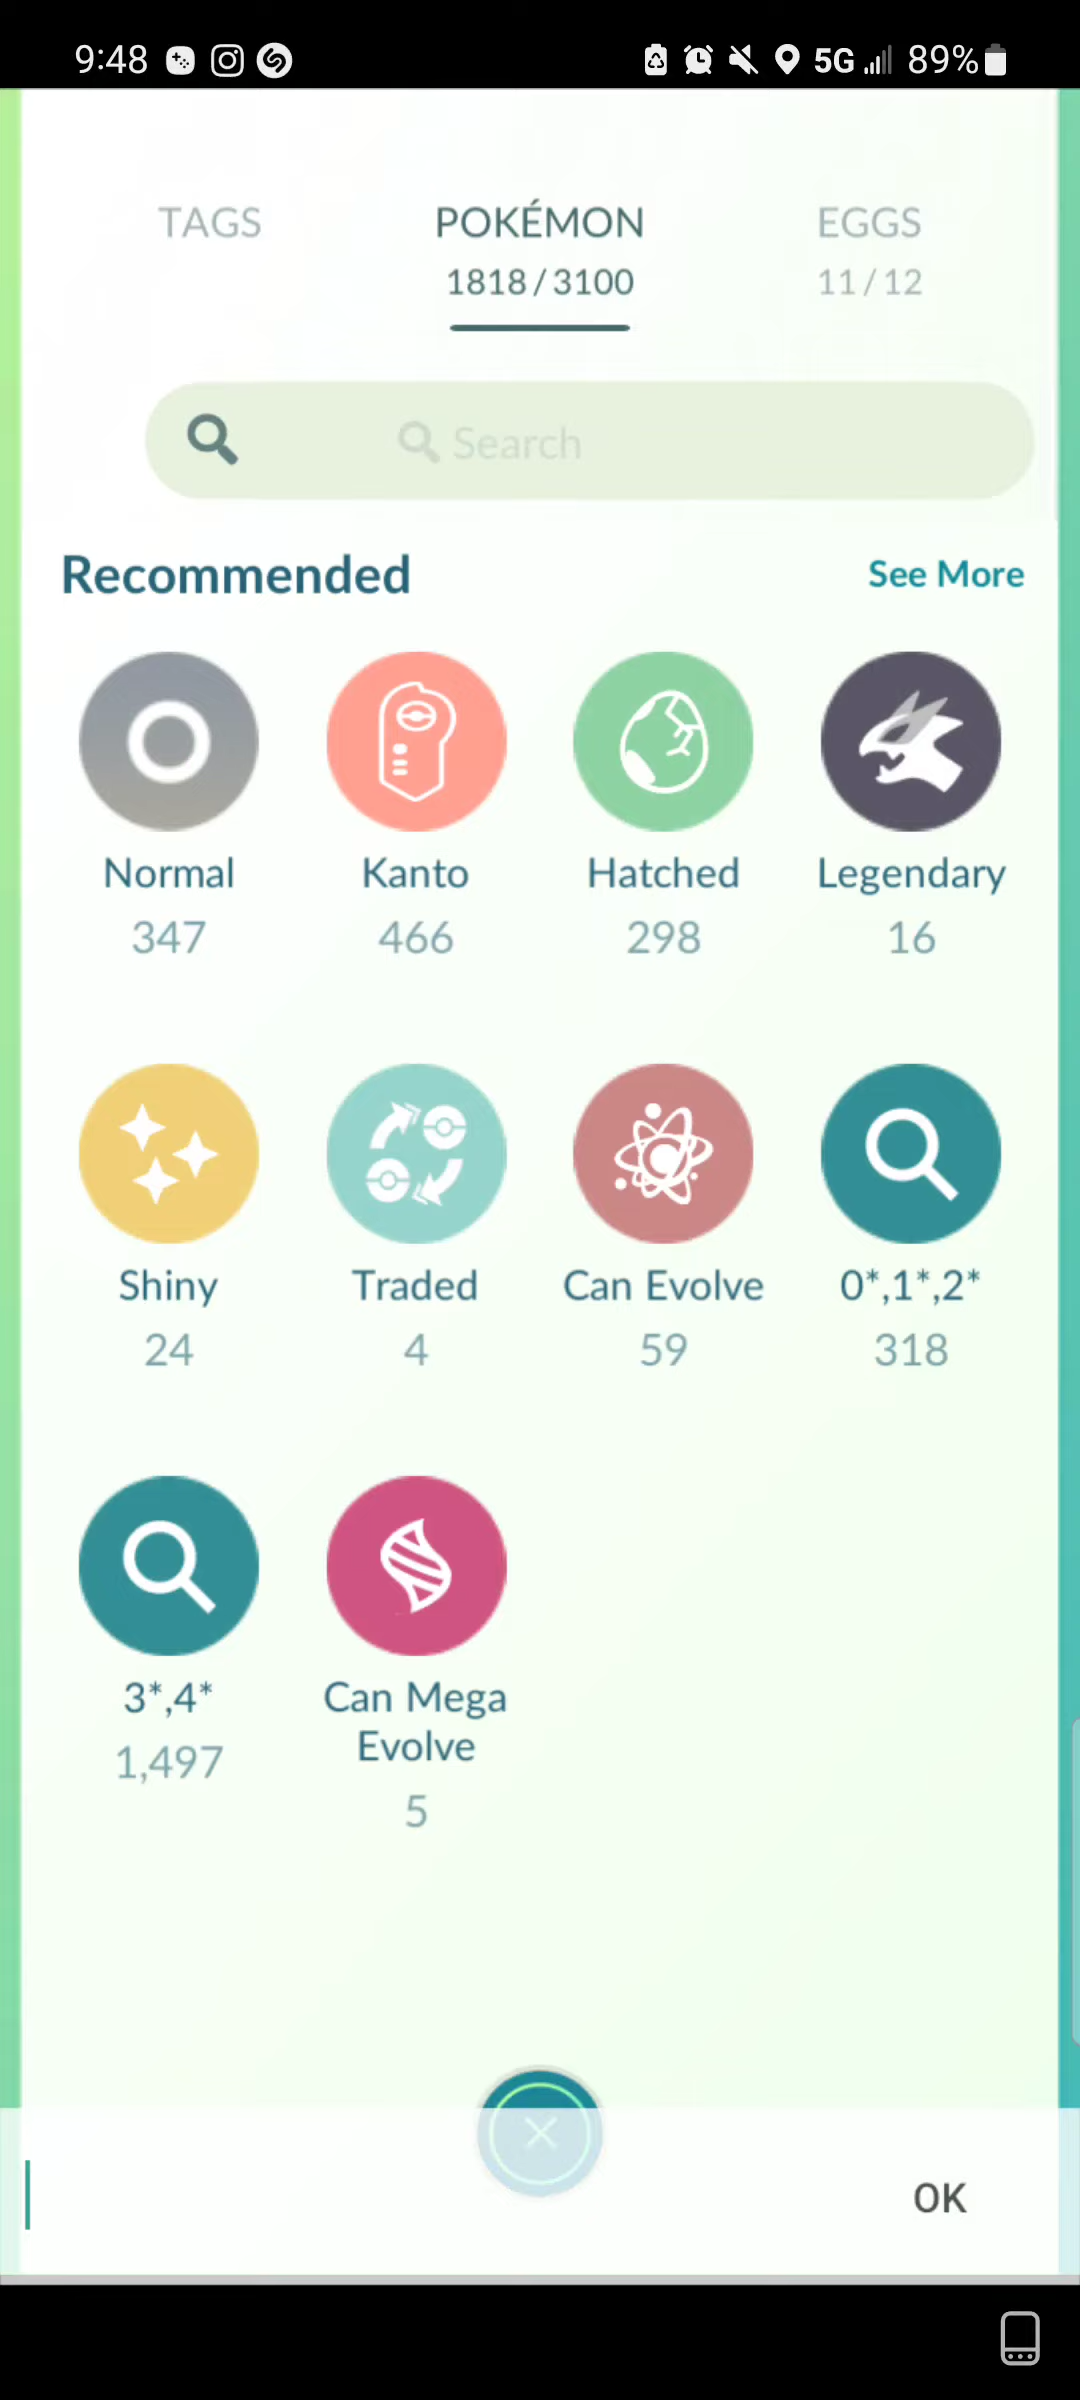 9:48 5G 89%
TAGS POKÉMON EGGS
1818/3100 11/12
Search
Recommended See More
Normal Kanto Hatched Legendary
347 466 298 16
Shiny Traded Can Evolve 0*,1*,2*
24 4 59 318
3*,4* Can Mega
Evolve
1,497
5
OK